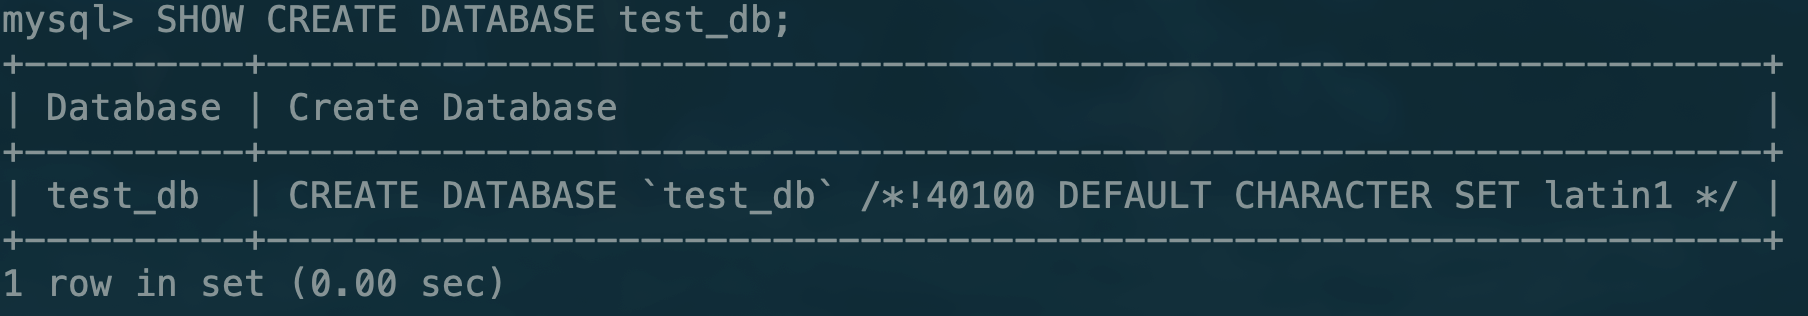 mysql> SHOW CREATE DATABASE test_db;
+----------+--------------------------------------------------------------------+
| Database | Create Database                                                    |
+----------+--------------------------------------------------------------------+
| test_db  | CREATE DATABASE `test_db` /*!40100 DEFAULT CHARACTER SET latin1 */ |
+----------+--------------------------------------------------------------------+
1 row in set (0.00 sec)